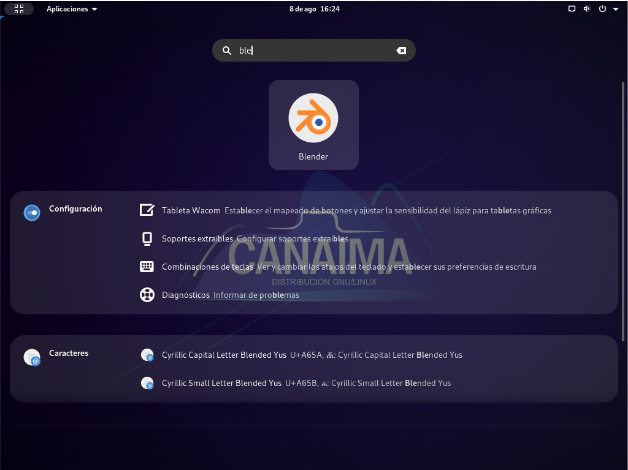 Aplicaciones
8 de ago 16:24
ble
Blender
Configuración
Tableta Wacom Establecer el mapeado de botones y ajustar la sensibilidad del lápiz para tabletas gráficas
Soportes extraíbles Configurar soportes extraíbles
Combinaciones de teclas Ver y cambiar los atajos del teclado y establecer sus preferencias de escritura
CANAIMA
DISTRIBUCIÓN GNU/LINUX
Diagnósticos Informar de problemas
Caracteres
Cyrillic Capital Letter Blended Yus U+A65A, Ꙛ: Cyrillic Capital Letter Blended Yus
Cyrillic Small Letter Blended Yus U+A65B, ꙛ: Cyrillic Small Letter Blended Yus